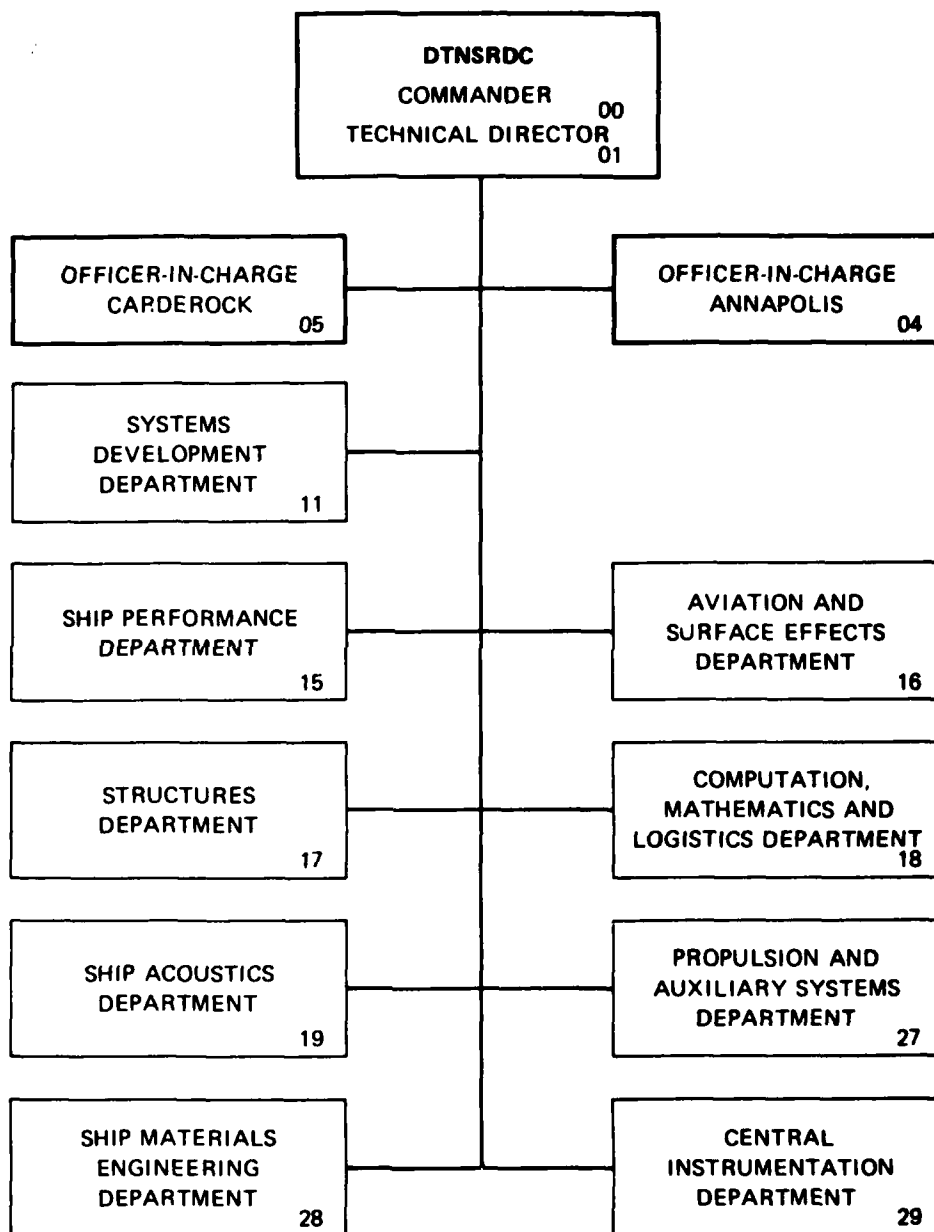 DTNSRDC
COMMANDER
00
TECHNICAL DIRECTOR
01
OFFICER-IN-CHARGE
CARDEROCK
05
OFFICER-IN-CHARGE
ANNAPOLIS
04
SYSTEMS
DEVELOPMENT
DEPARTMENT
11
SHIP PERFORMANCE
DEPARTMENT
15
AVIATION AND
SURFACE EFFECTS
DEPARTMENT
16
STRUCTURES
DEPARTMENT
17
COMPUTATION,
MATHEMATICS AND
LOGISTICS DEPARTMENT
18
SHIP ACOUSTICS
DEPARTMENT
19
PROPULSION AND
AUXILIARY SYSTEMS
DEPARTMENT
27
SHIP MATERIALS
ENGINEERING
DEPARTMENT
28
CENTRAL
INSTRUMENTATION
DEPARTMENT
29